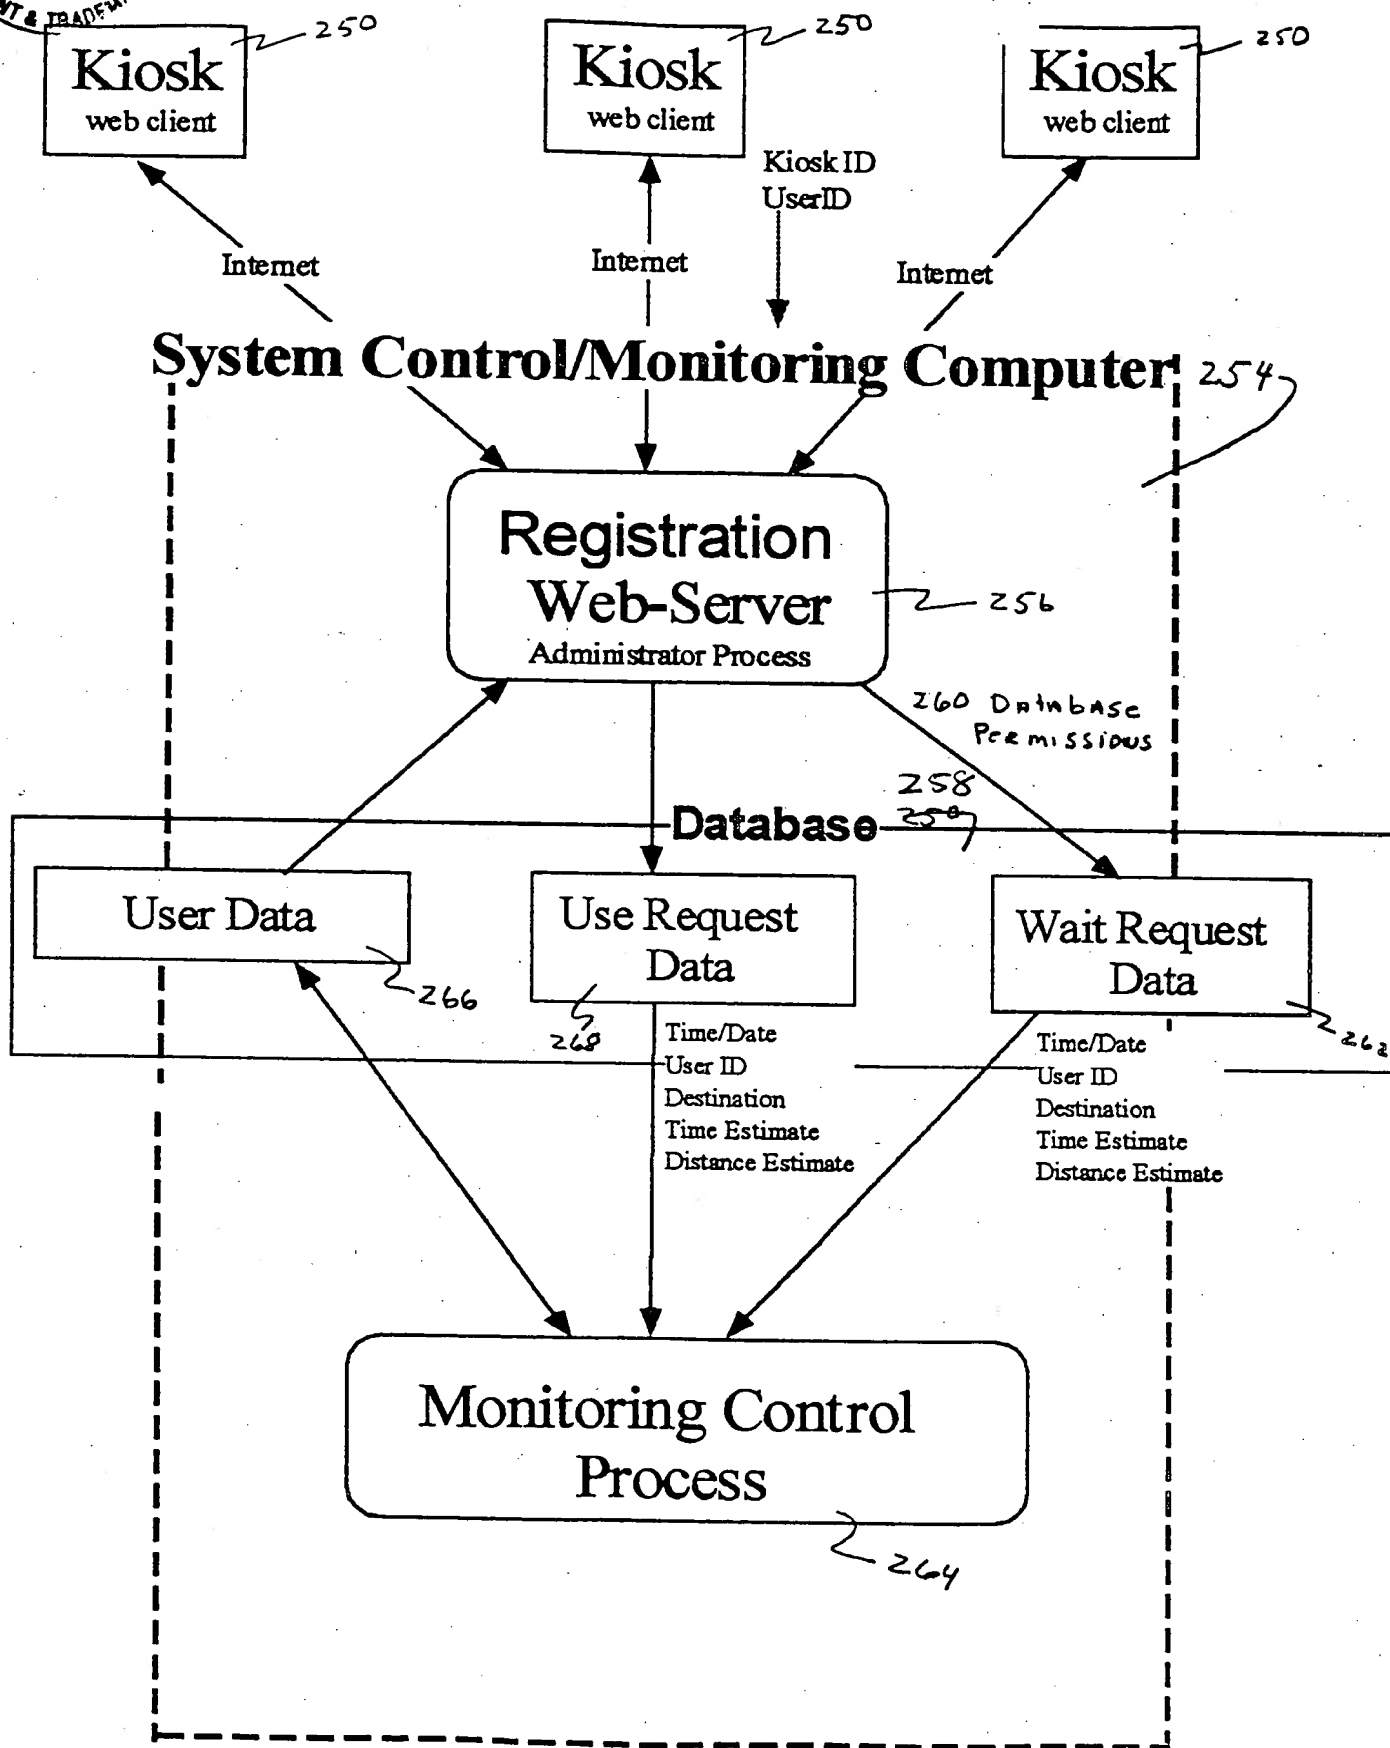 NT & TRADEM
250
250
250
Kiosk
web client
Kiosk
web client
Kiosk
web client
Kiosk ID
UserID
Internet
Internet
Internet
System Control/Monitoring Computer
254
Registration
Web-Server
Administrator Process
256
260 Database
Permissions
258
Database
User Data
266
Use Request
Data
268
Wait Request
Data
262
Time/Date
User ID
Destination
Time Estimate
Distance Estimate
Time/Date
User ID
Destination
Time Estimate
Distance Estimate
Monitoring Control
Process
264